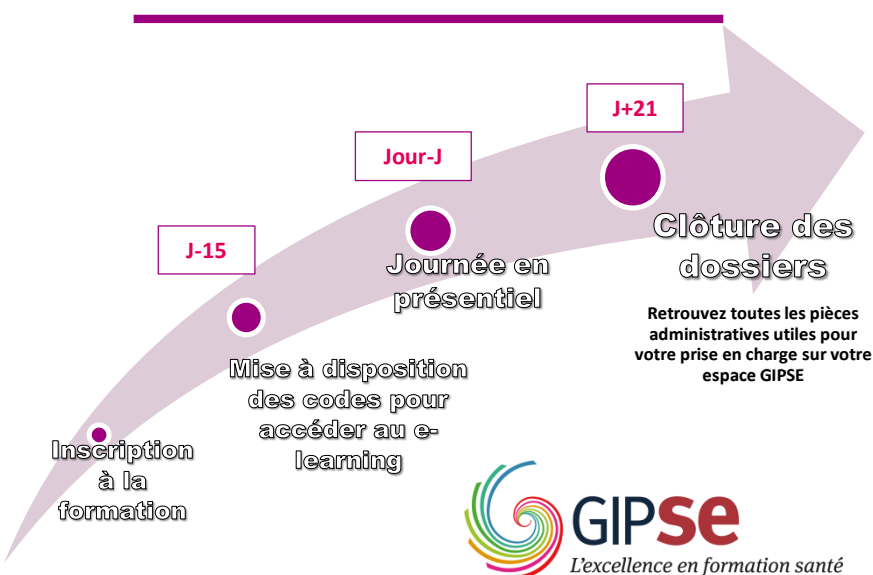 J+21
Jour-J
J-15
Clôture des
dossiers
Journée en
présentiel
Retrouvez toutes les pièces
administratives utiles pour
votre prise en charge sur votre
espace GIPSE
Mise à disposition
des codes pour
accéder au e-
learning
Inscription
à la
formation
GIPSe
L'excellence en formation santé